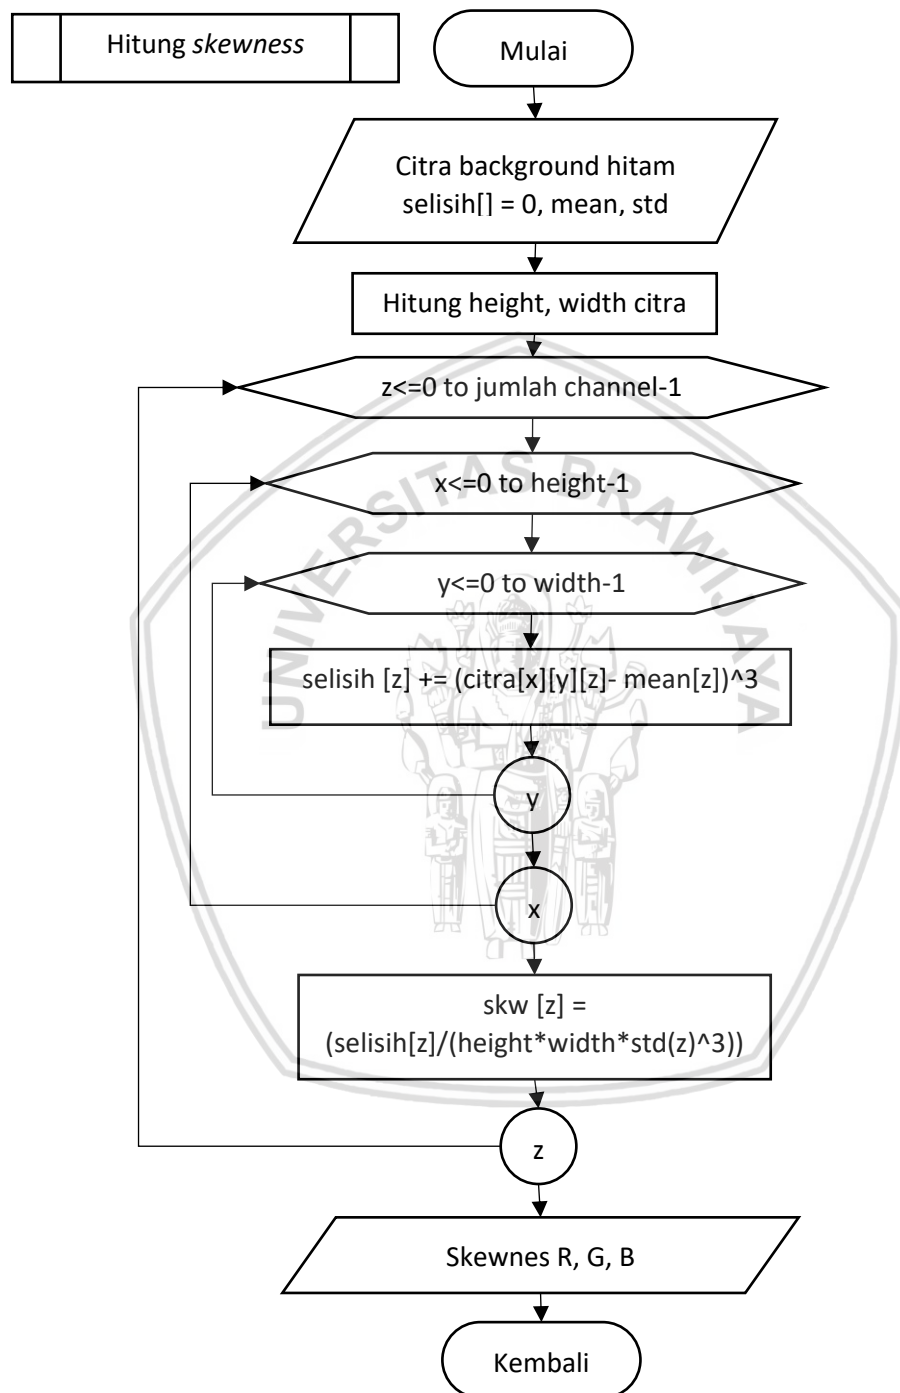 Hitung skewness
Mulai
Citra background hitam
selisih[] = 0, mean, std
Hitung height, width citra
z<=0 to jumlah channel-1
x<=0 to height-1
y<=0 to width-1
selisih [z] += (citra[x][y][z]- mean[z])^3
y
x
skw [z] =
(selisih[z]/(height*width*std(z)^3))
z
Skewnes R, G, B
Kembali
UNIVERSITAS BRAWIJAYA